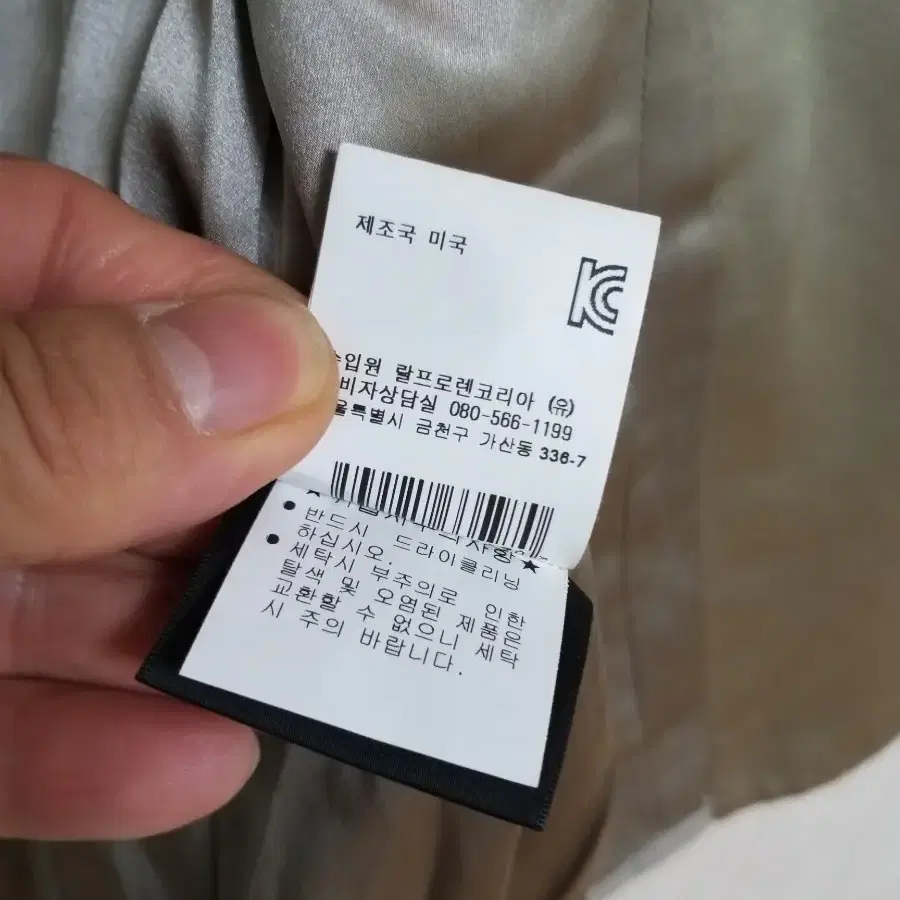 제조국 미국
KC
수입원 랄프로렌코리아 (유)
비자상담실 080-566-1199
울특별시 금천구 가산동 336-7
반드시 드라이클리닝
하십시오.
세탁시 부주의로 인한
탈색 및 오염된 제품은
교환할 수 없으니 세탁
시 주의 바랍니다.